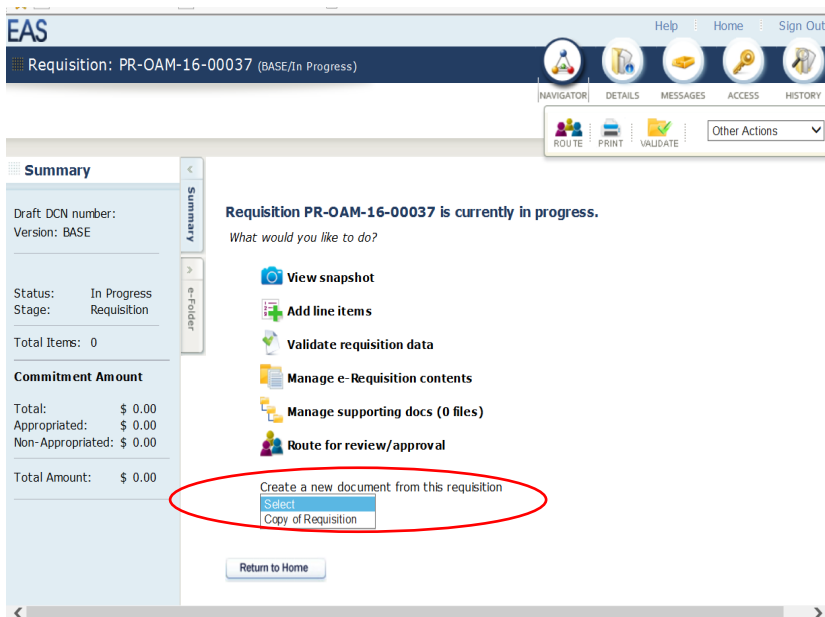 EAS
Help Home Sign Out
Requisition: PR-OAM-16-00037 (BASE/In Progress)
NAVIGATOR DETAILS MESSAGES ACCESS HISTORY
ROUTE PRINT VALIDATE Other Actions
Summary
Summary
e-Folder
Draft DCN number:
Version: BASE
Status: In Progress
Stage: Requisition
Total Items: 0
Commitment Amount
Total: $ 0.00
Appropriated: $ 0.00
Non-Appropriated: $ 0.00
Total Amount: $ 0.00
Requisition PR-OAM-16-00037 is currently in progress.
What would you like to do?
View snapshot
Add line items
Validate requisition data
Manage e-Requisition contents
Manage supporting docs (0 files)
Route for review/approval
Create a new document from this requisition
Select
Copy of Requisition
Return to Home